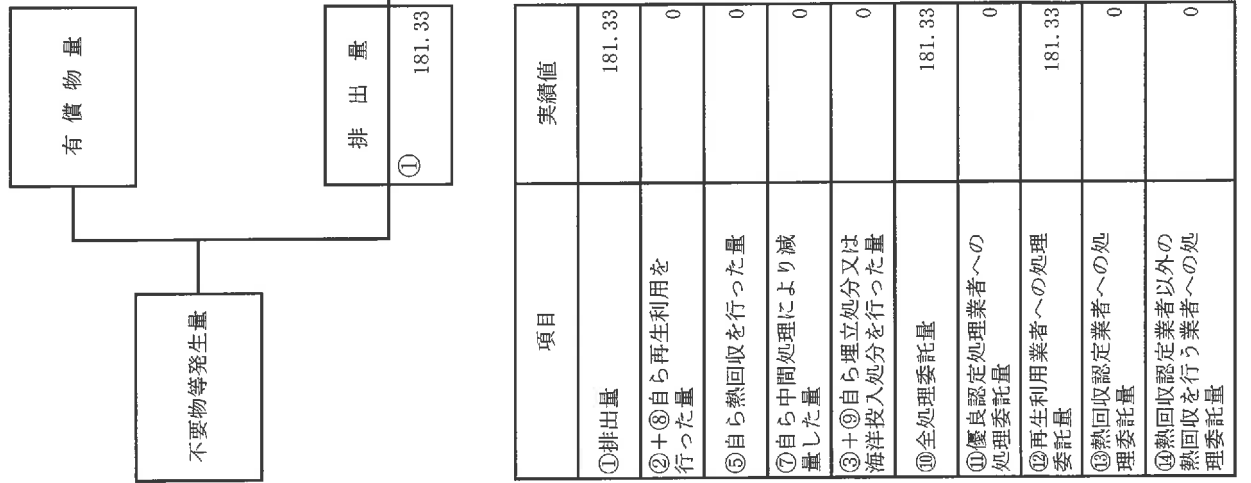 有償物量
不要物等発生量
排出量
①
181.33
項目
実績値
①排出量
181.33
②+⑧自ら再生利用を
行った量
0
⑤自ら熱回収を行った量
0
⑦自ら中間処理により減
量した量
0
③+⑨自ら埋立処分又は
海洋投入処分を行った量
0
⑩全処理委託量
181.33
⑪優良認定処理業者への
処理委託量
0
⑫再生利用業者への処理
委託量
181.33
⑬熱回収認定業者への処
理委託量
0
⑭熱回収認定業者以外の
熱回収を行う業者への処
理委託量
0